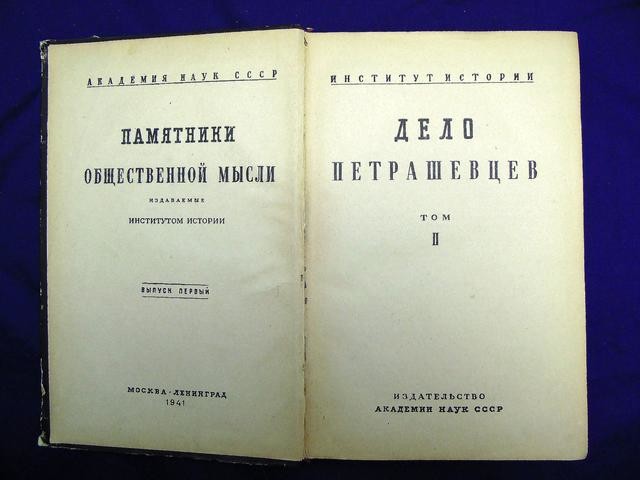 АКАДЕМИЯ НАУК СССР
ПАМЯТНИКИ
ОБЩЕСТВЕННОЙ МЫСЛИ
ИЗДАВАЕМЫЕ
ИНСТИТУТОМ ИСТОРИИ
ВЫПУСК ПЕРВЫЙ
МОСКВА · ЛЕНИНГРАД
1941
ИНСТИТУТ ИСТОРИИ
ДЕЛО
ПЕТРАШЕВЦЕВ
ТОМ
II
ИЗДАТЕЛЬСТВО
АКАДЕМИИ НАУК СССР